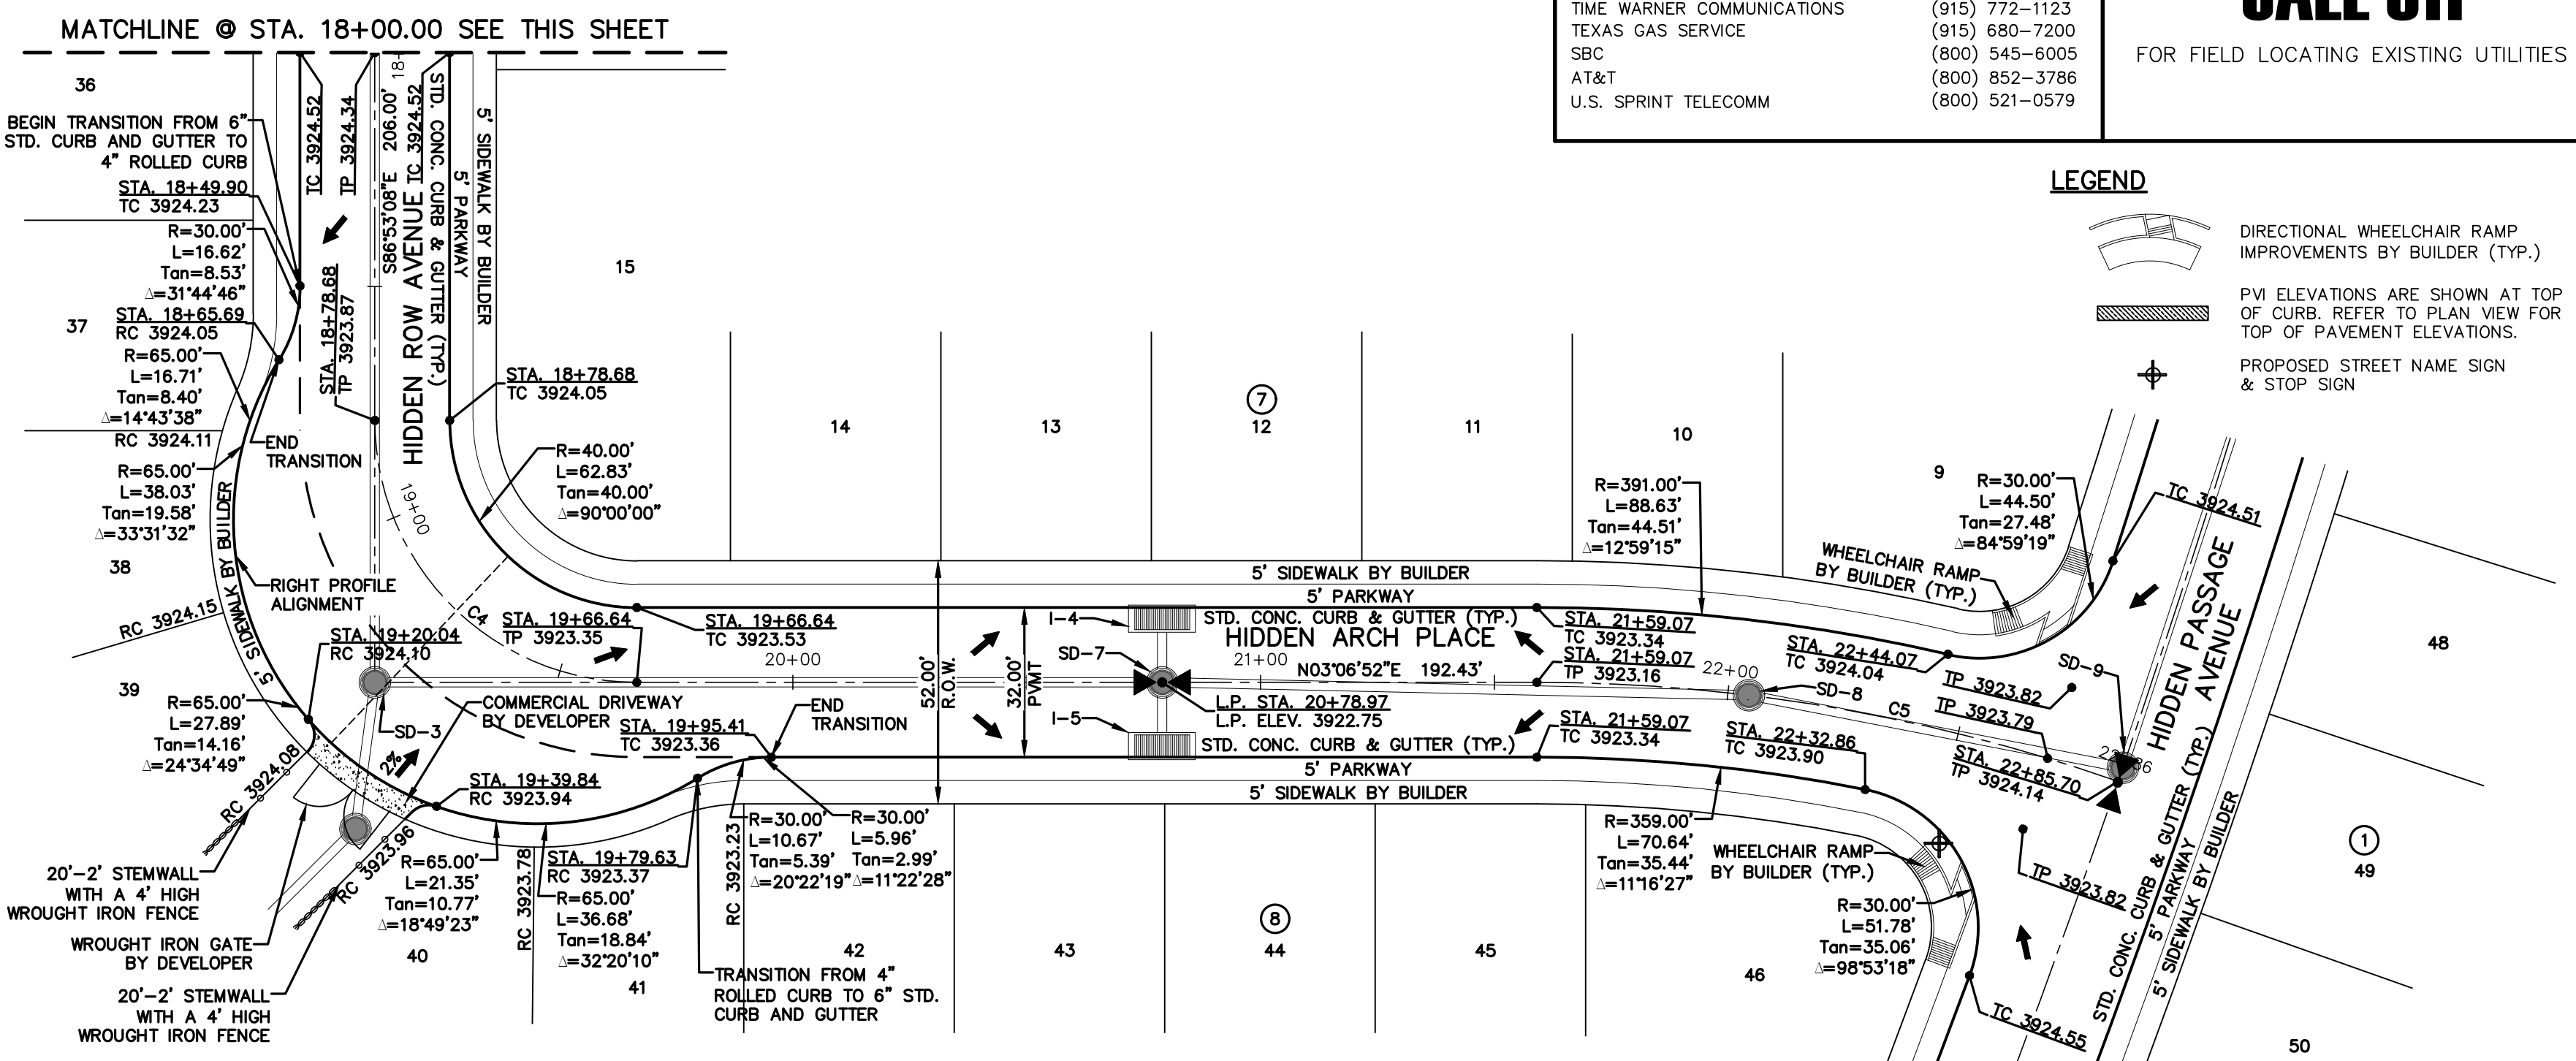 MATCHLINE @ STA. 18+00.00 SEE THIS SHEET
TIME WARNER COMMUNICATIONS (915) 772-1123
TEXAS GAS SERVICE (915) 680-7200
SBC (800) 545-6005
AT&T (800) 852-3786
U.S. SPRINT TELECOMM (800) 521-0579
FOR FIELD LOCATING EXISTING UTILITIES
LEGEND
DIRECTIONAL WHEELCHAIR RAMP
IMPROVEMENTS BY BUILDER (TYP.)
PVI ELEVATIONS ARE SHOWN AT TOP
OF CURB. REFER TO PLAN VIEW FOR
TOP OF PAVEMENT ELEVATIONS.
PROPOSED STREET NAME SIGN
& STOP SIGN
36
BEGIN TRANSITION FROM 6"
STD. CURB AND GUTTER TO
4" ROLLED CURB
STA. 18+49.90
TC 3924.23
R=30.00'
L=16.62'
Tan=8.53'
Δ=31°44'46"
37
STA. 18+65.69
RC 3924.05
R=65.00'
L=16.71'
Tan=8.40'
Δ=14°43'38"
RC 3924.11
END
TRANSITION
R=65.00'
L=38.03'
Tan=19.58'
Δ=33°31'32"
38
RIGHT PROFILE
ALIGNMENT
5' SIDEWALK BY BUILDER
RC 3924.15
TC 3924.52
TP 3924.34
18+
S86°53'08"E 206.00'
HIDDEN ROW AVENUE
TC 3924.52
STD. CONC. CURB & GUTTER (TYP.)
5' PARKWAY
5' SIDEWALK BY BUILDER
STA. 18+78.68
TP 3923.87
15
STA. 18+78.68
TC 3924.05
R=40.00'
L=62.83'
Tan=40.00'
Δ=90°00'00"
19+00
C4
14
13
7
12
11
10
9
R=391.00'
L=88.63'
Tan=44.51'
Δ=12°59'15"
R=30.00'
L=44.50'
Tan=27.48'
Δ=84°59'19"
TC 3924.51
WHEELCHAIR RAMP
BY BUILDER (TYP.)
HIDDEN PASSAGE
AVENUE
48
5' SIDEWALK BY BUILDER
5' PARKWAY
STD. CONC. CURB & GUTTER (TYP.)
HIDDEN ARCH PLACE
I-4
SD-7
STA. 19+20.04
RC 3924.10
STA. 19+66.64
TP 3923.35
STA. 19+66.64
TC 3923.53
20+00
52.00'
R.O.W.
32.00'
PVMT
21+00
N03°06'52"E 192.43'
L.P. STA. 20+78.97
L.P. ELEV. 3922.75
I-5
STA. 21+59.07
TC 3923.34
STA. 21+59.07
TP 3923.16
22+00
SD-8
STA. 22+44.07
TC 3924.04
SD-9
TP 3923.82
C5
TP 3923.79
STA. 22+85.70
TP 3924.14
39
R=65.00'
L=27.89'
Tan=14.16'
Δ=24°34'49"
SD-3
2%
COMMERCIAL DRIVEWAY
BY DEVELOPER
STA. 19+95.41
TC 3923.36
END
TRANSITION
STD. CONC. CURB & GUTTER (TYP.)
5' PARKWAY
5' SIDEWALK BY BUILDER
STA. 21+59.07
TC 3923.34
STA. 22+32.86
TC 3923.90
RC 3924.08
STA. 19+39.84
RC 3923.94
RC 3923.96
20'-2' STEMWALL
WITH A 4' HIGH
WROUGHT IRON FENCE
WROUGHT IRON GATE
BY DEVELOPER
20'-2' STEMWALL
WITH A 4' HIGH
WROUGHT IRON FENCE
R=65.00'
L=21.35'
Tan=10.77'
Δ=18°49'23"
40
RC 3923.78
STA. 19+79.63
RC 3923.37
R=65.00'
L=36.68'
Tan=18.84'
Δ=32°20'10"
41
RC 3923.23
R=30.00'
L=10.67'
Tan=5.39'
Δ=20°22'19"
R=30.00'
L=5.96'
Tan=2.99'
Δ=11°22'28"
42
TRANSITION FROM 4"
ROLLED CURB TO 6" STD.
CURB AND GUTTER
43
8
44
45
R=359.00'
L=70.64'
Tan=35.44'
Δ=11°16'27"
WHEELCHAIR RAMP
BY BUILDER (TYP.)
46
R=30.00'
L=51.78'
Tan=35.06'
Δ=98°53'18"
TP 3923.82
TC 3924.55
STD. CONC. CURB & GUTTER (TYP.)
5' PARKWAY
5' SIDEWALK BY BUILDER
1
49
50